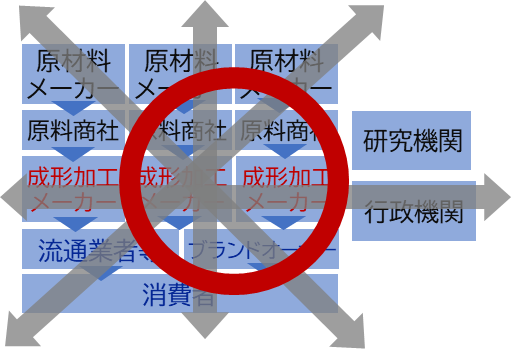 原材料
メーカー
原材料
メーカー
原材料
メーカー
原料商社
原料商社
原料商社
研究機関
成形加工
メーカー
成形加工
メーカー
成形加工
メーカー
行政機関
流通業者等
ブランドオーナー
消費者